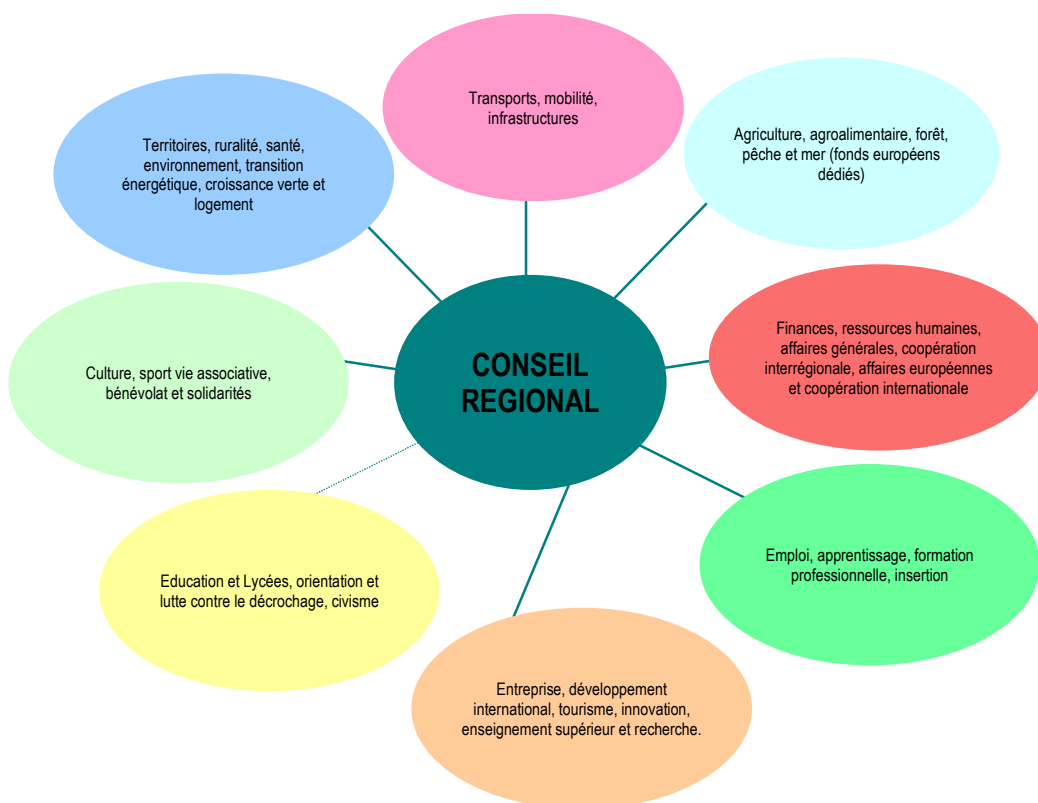 Transports, mobilité,
infrastructures
Territoires, ruralité, santé,
environnement, transition
énergétique, croissance verte et
logement
Agriculture, agroalimentaire, forêt,
pêche et mer (fonds européens
dédiés)
CONSEIL
REGIONAL
Finances, ressources humaines,
affaires générales, coopération
interrégionale, affaires européennes
et coopération internationale
Culture, sport vie associative,
bénévolat et solidarités
Emploi, apprentissage, formation
professionnelle, insertion
Education et Lycées, orientation et
lutte contre le décrochage, civisme
Entreprise, développement
international, tourisme, innovation,
enseignement supérieur et recherche.